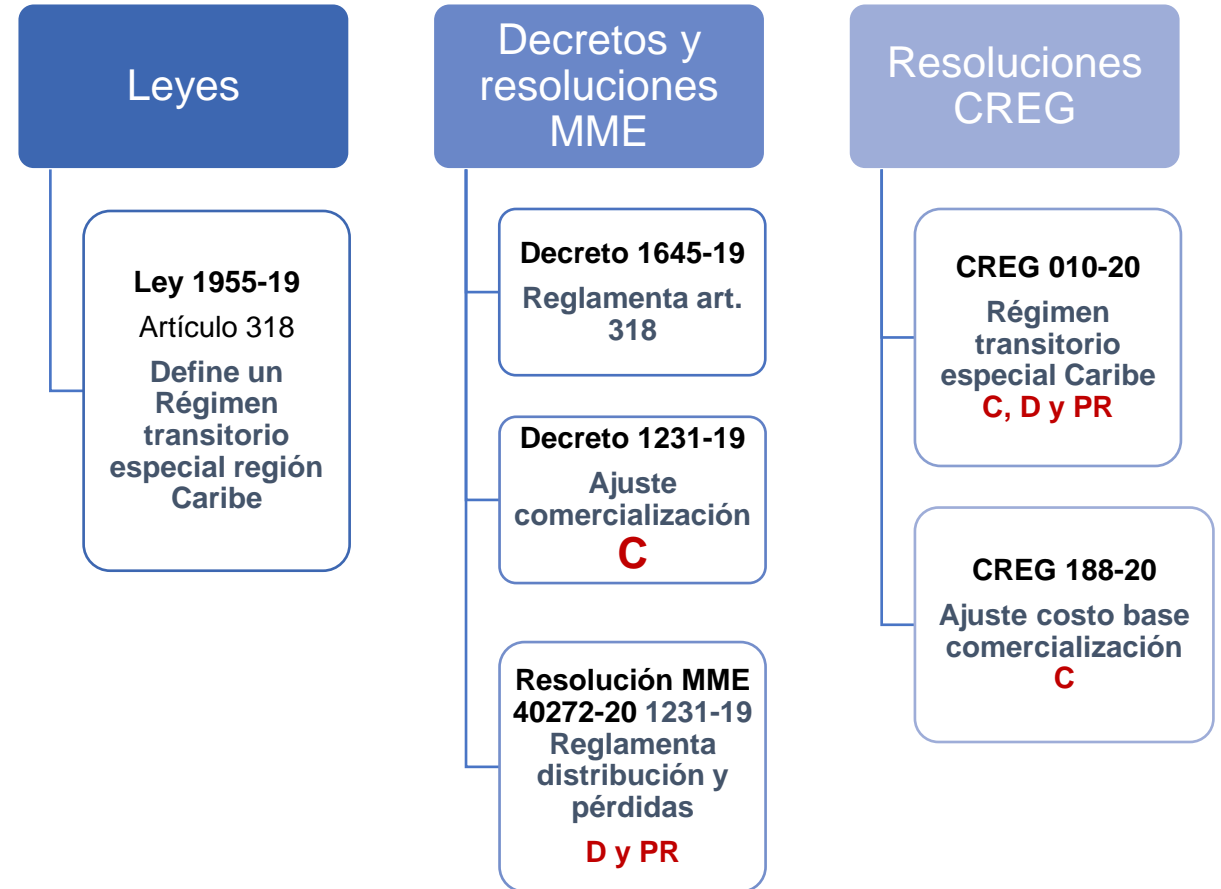 Leyes
Ley 1955-19
Artículo 318
Define un
Régimen
transitorio
especial región
Caribe
Decretos y
resoluciones
MME
Decreto 1645-19
Reglamenta art.
318
Decreto 1231-19
Ajuste
comercialización
C
Resolución MME
40272-20 1231-19
Reglamenta
distribución y
pérdidas
D y PR
Resoluciones
CREG
CREG 010-20
Régimen
transitorio
especial Caribe
C, D y PR
CREG 188-20
Ajuste costo base
comercialización
C